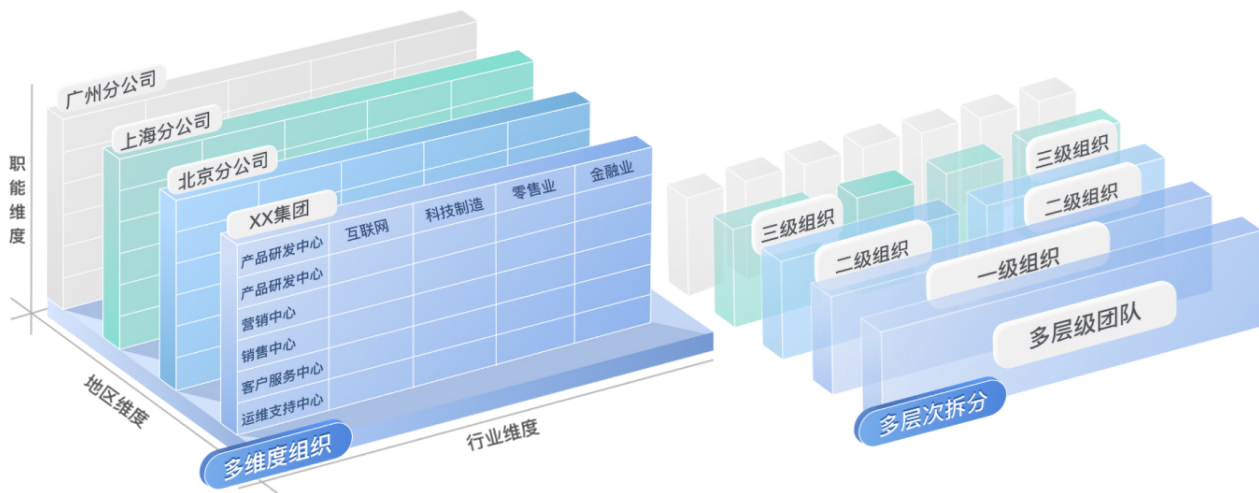 广州分公司
上海分公司
北京分公司
XX集团
职能维度
互联网
科技制造
零售业
金融业
产品研发中心
产品研发中心
营销中心
销售中心
客户服务中心
运维支持中心
地区维度
行业维度
多维度组织
三级组织
三级组织
二级组织
二级组织
一级组织
多层级团队
多层次拆分